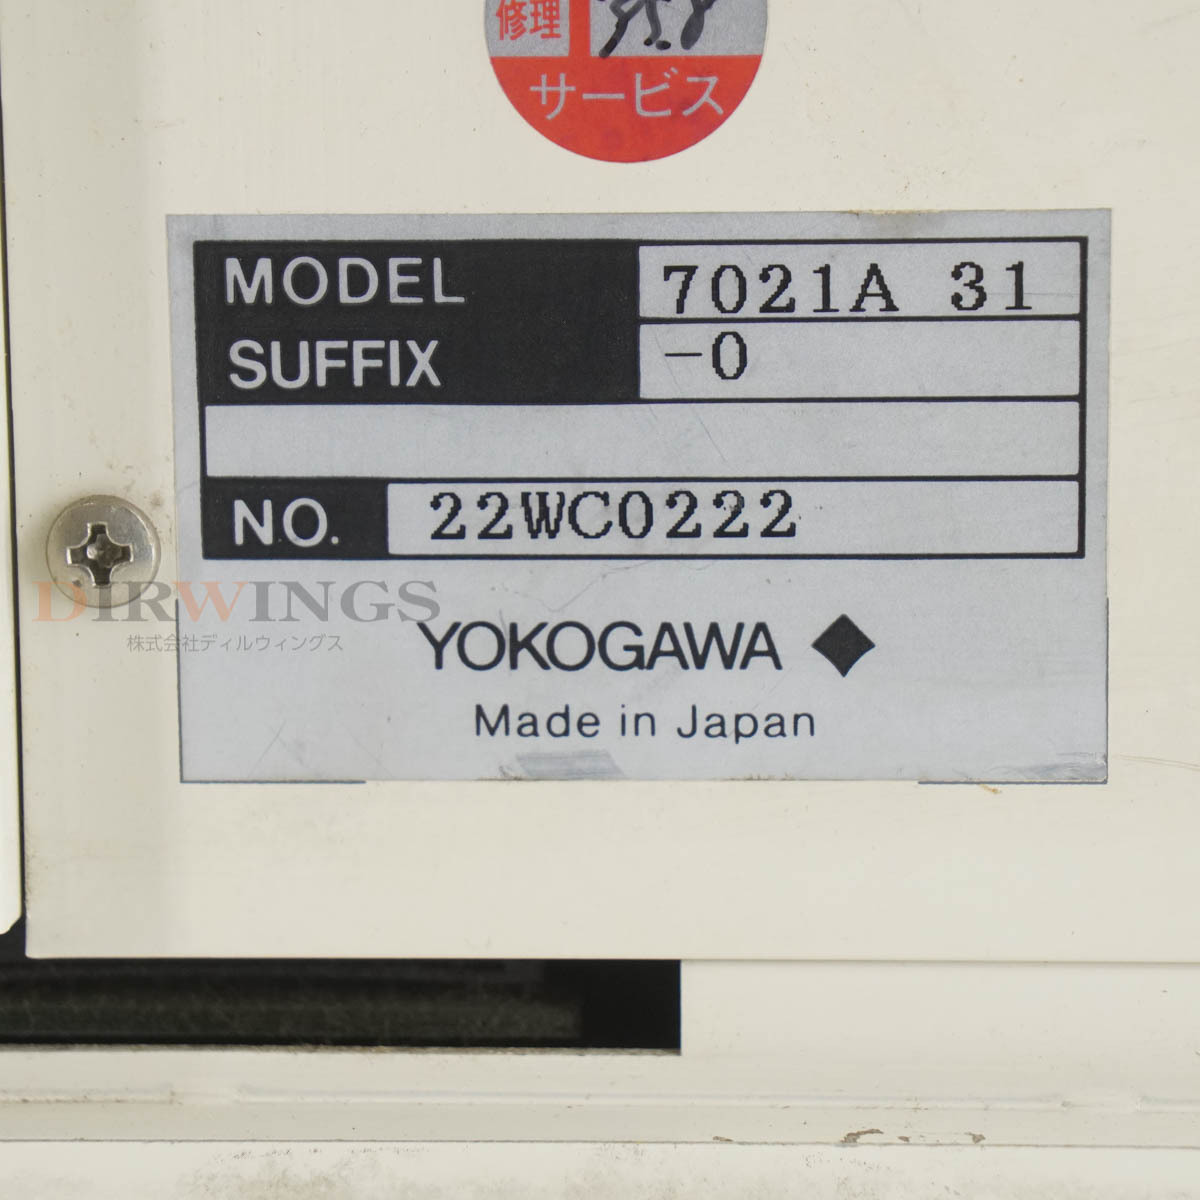 修理
サービス
MODEL 7021A 31
SUFFIX -0
NO. 22WC0222
DIRWINGS
株式会社ディルウィングス
YOKOGAWA
Made in Japan